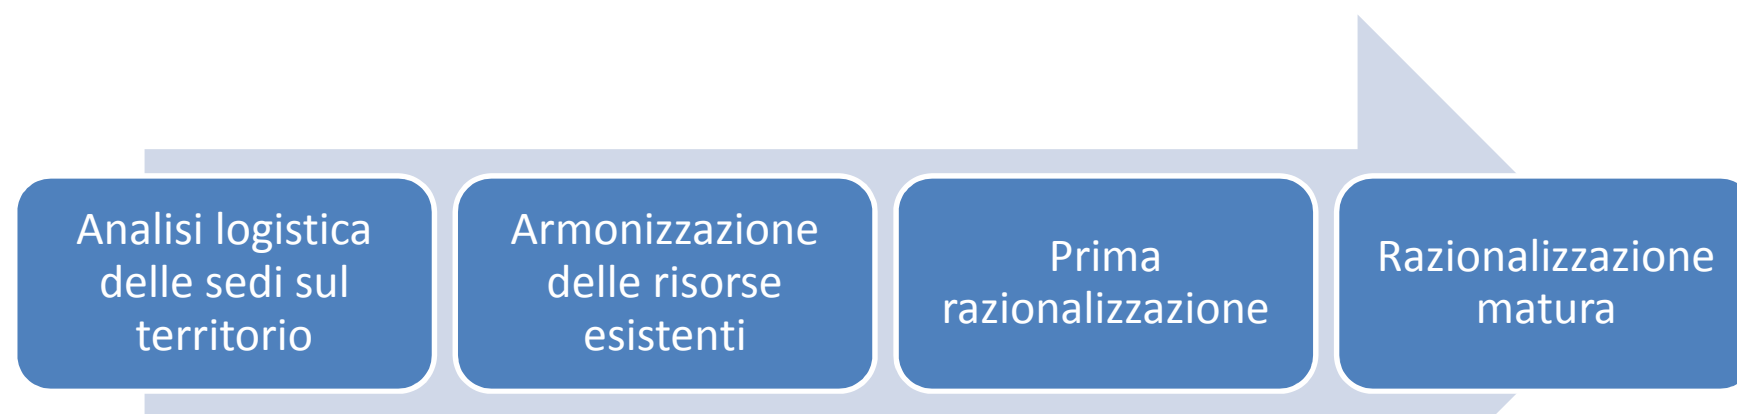 Analisi logistica
delle sedi sul
territorio
Armonizzazione
delle risorse
esistenti
Prima
razionalizzazione
Razionalizzazione
matura